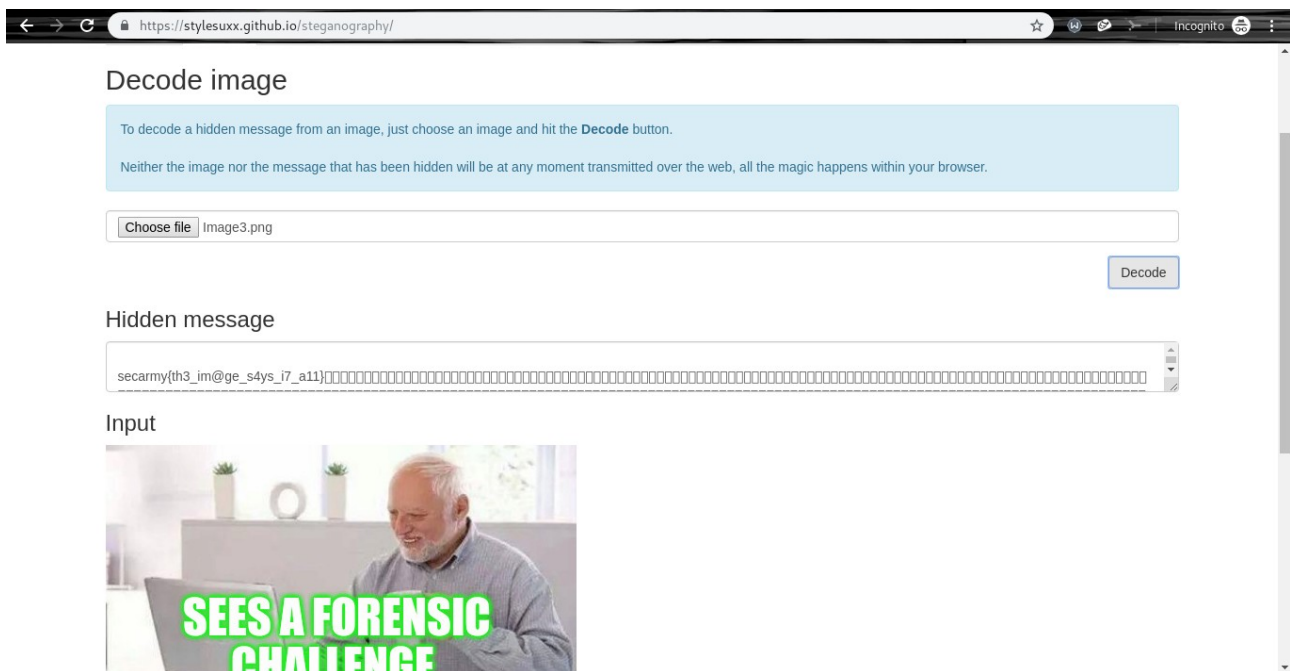 https://stylesuxx.github.io/steganography/
Incognito
Decode image
To decode a hidden message from an image, just choose an image and hit the Decode button.
Neither the image nor the message that has been hidden will be at any moment transmitted over the web, all the magic happens within your browser.
Choose file Image3.png
Decode
Hidden message
secarmy{th3_im@ge_s4ys_i7_a11}
Input
SEES A FORENSIC
CHALLENGE